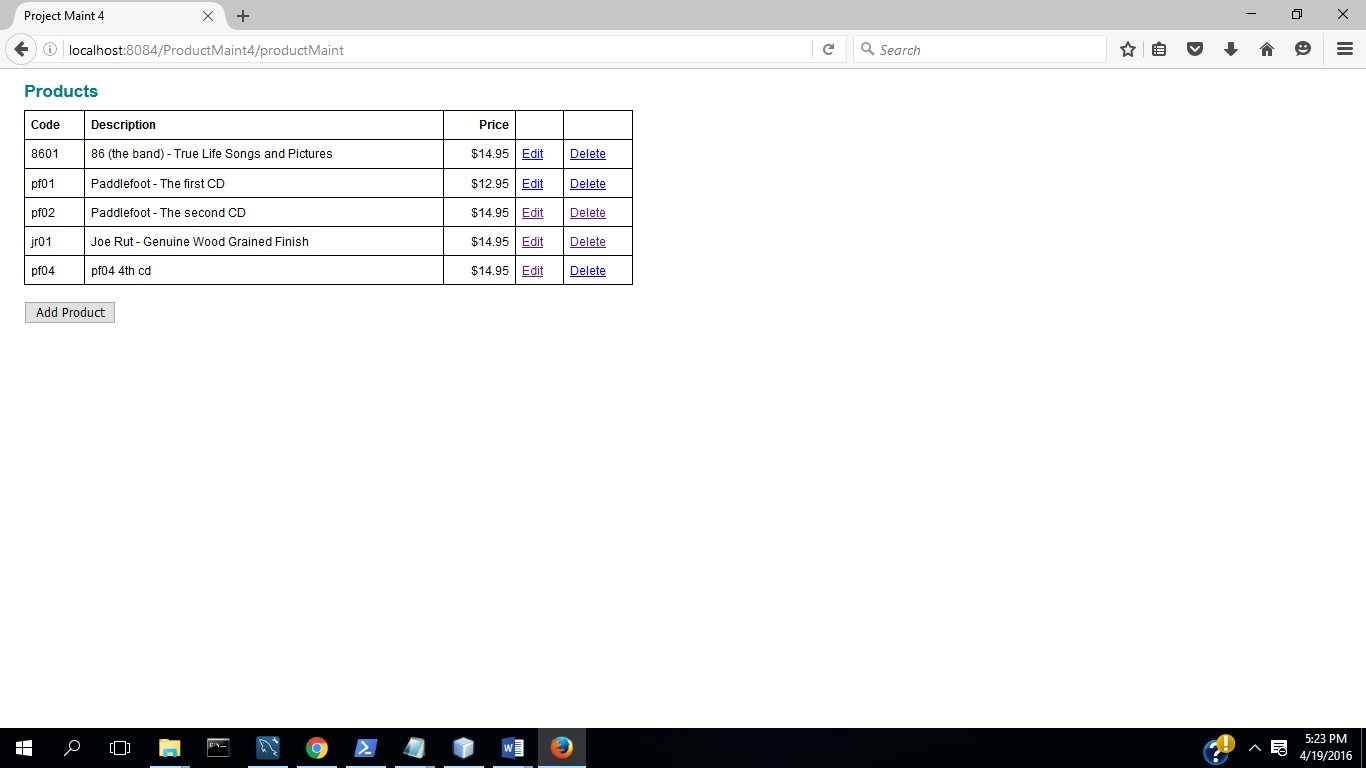 Project Maint 4
localhost:8084/ProductMaint4/productMaint
Search
Products
Code Description Price
8601 86 (the band) - True Life Songs and Pictures $14.95 Edit Delete
pf01 Paddlefoot - The first CD $12.95 Edit Delete
pf02 Paddlefoot - The second CD $14.95 Edit Delete
jr01 Joe Rut - Genuine Wood Grained Finish $14.95 Edit Delete
pf04 pf04 4th cd $14.95 Edit Delete
Add Product
5:23 PM
4/19/2016